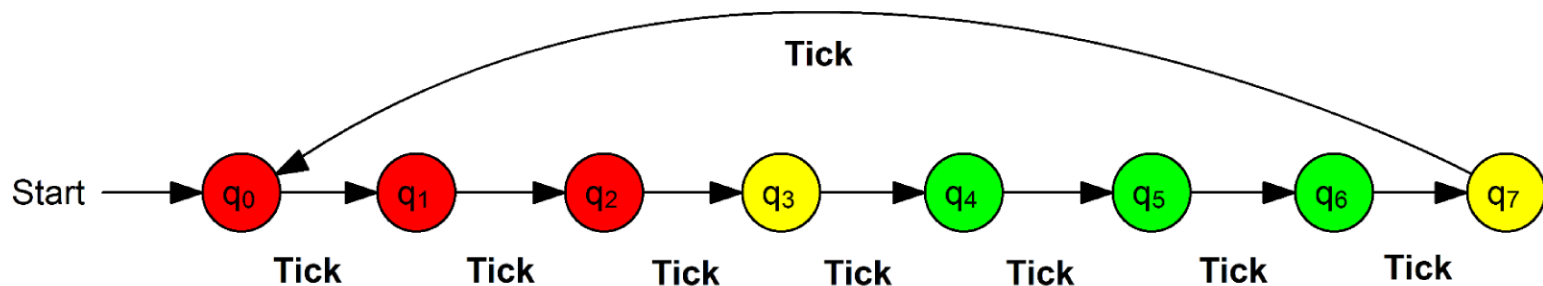 Tick
Start q₀ q₁ q₂ q₃ q₄ q₅ q₆ q₇
Tick Tick Tick Tick Tick Tick Tick